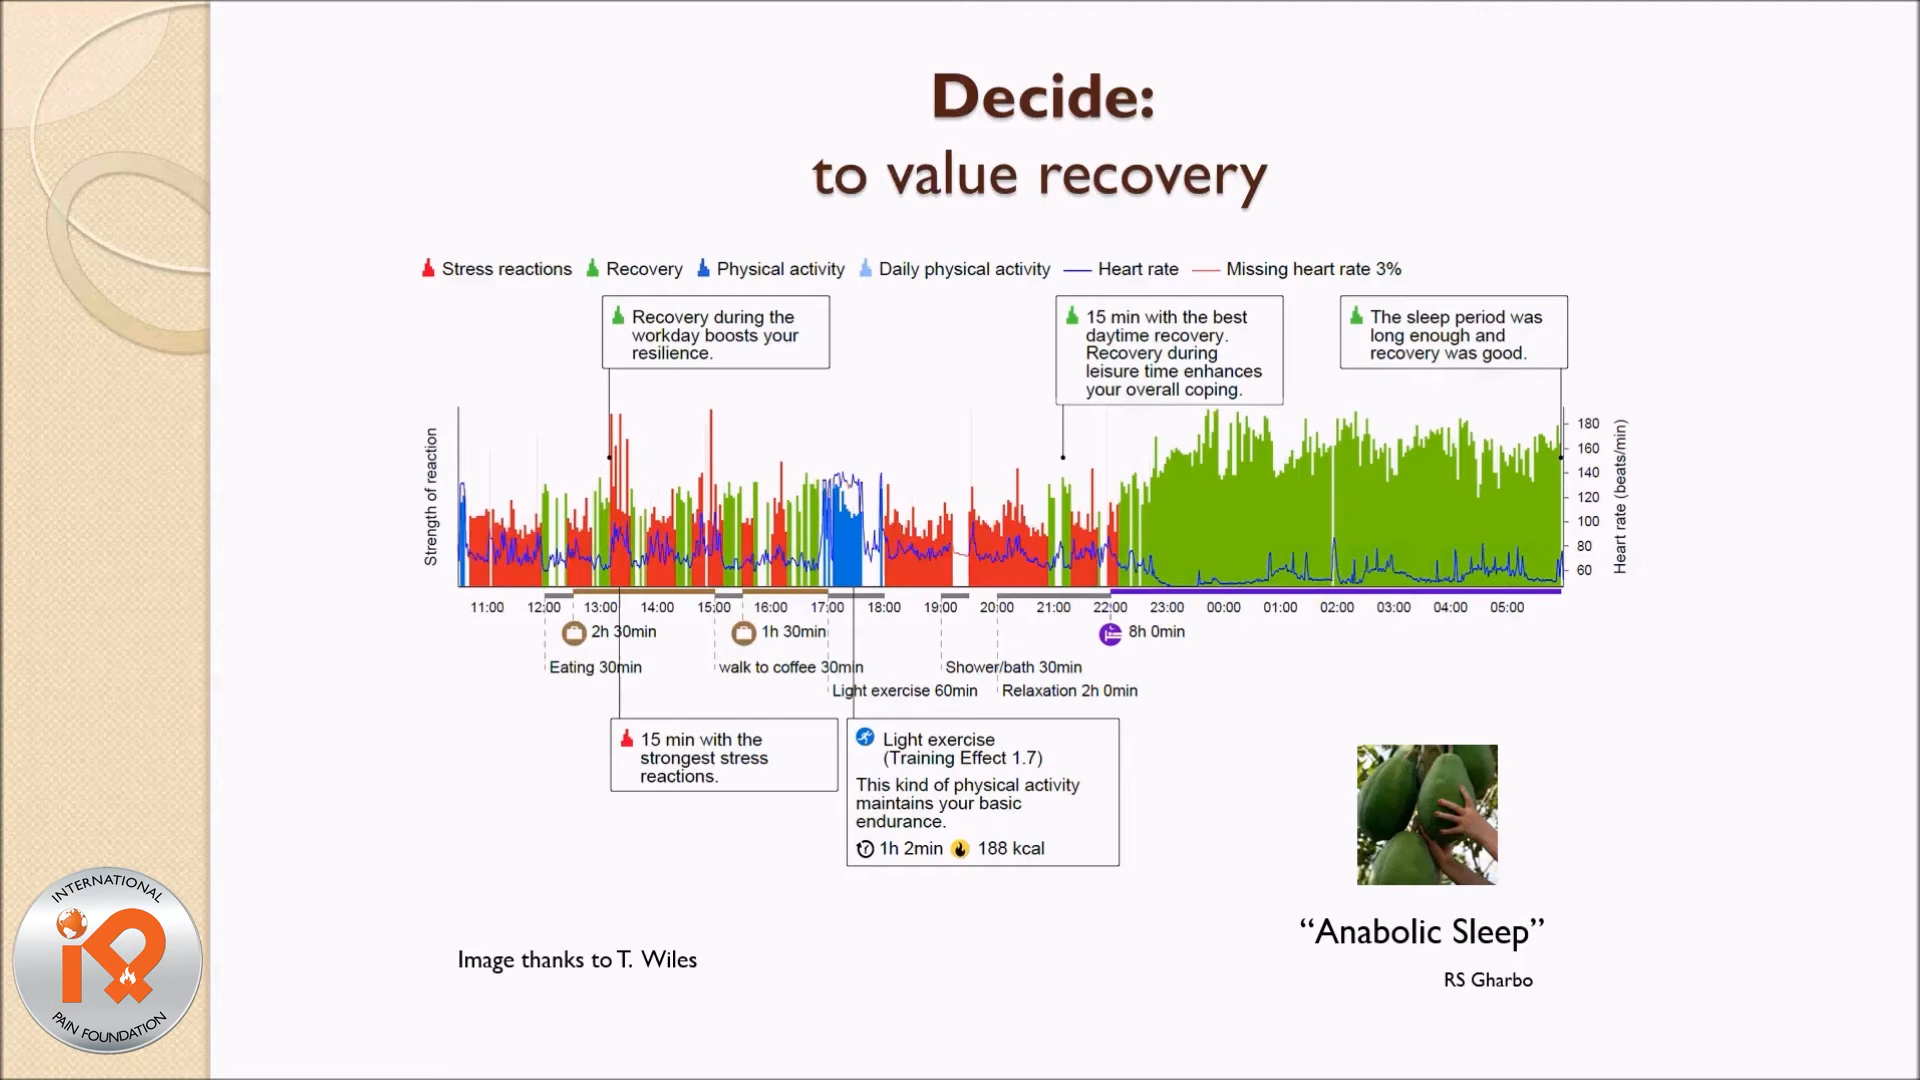 Decide:
to value recovery
Stress reactions Recovery Physical activity Daily physical activity Heart rate Missing heart rate 3%
Recovery during the
workday boosts your
resilience.
15 min with the best
daytime recovery.
Recovery during
leisure time enhances
your overall coping.
The sleep period was
long enough and
recovery was good.
Strength of reaction
180
160
140
120
100
80
60
Heart rate (beats/min)
11:00 12:00 13:00 14:00 15:00 16:00 17:00 18:00 19:00 20:00 21:00 22:00 23:00 00:00 01:00 02:00 03:00 04:00 05:00
2h 30min 1h 30min 8h 0min
Eating 30min walk to coffee 30min Shower/bath 30min
Light exercise 60min Relaxation 2h 0min
15 min with the
strongest stress
reactions.
Light exercise
(Training Effect 1.7)
This kind of physical activity
maintains your basic
endurance.
1h 2min 188 kcal
“Anabolic Sleep”
RS Gharbo
Image thanks to T. Wiles
INTERNATIONAL
iP
PAIN FOUNDATION